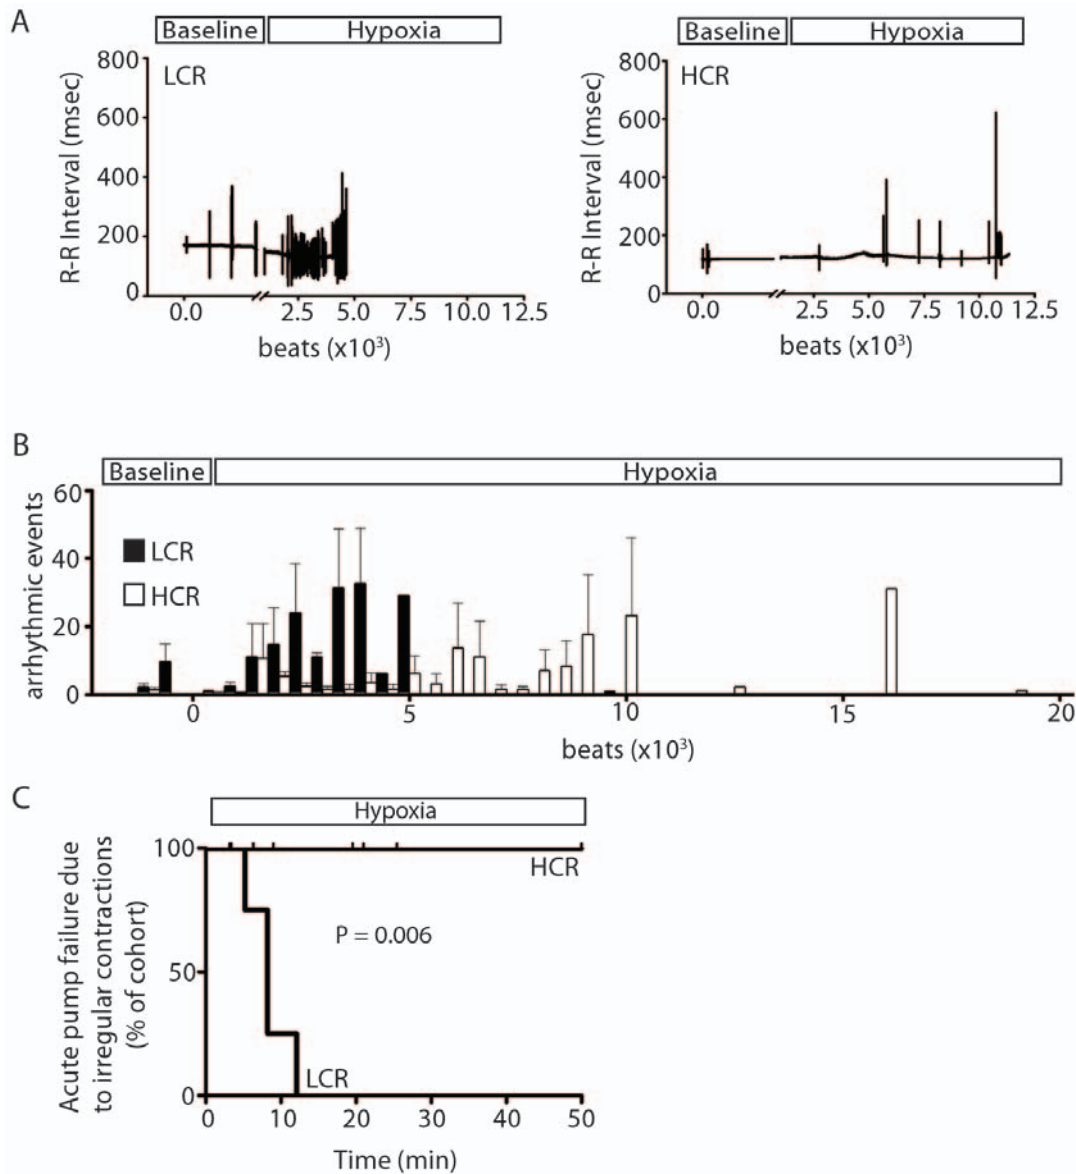 A
Baseline Hypoxia
800
600
400
200
0
LCR
R-R Interval (msec)
0.0 2.5 5.0 7.5 10.0 12.5
beats (x10³)
Baseline Hypoxia
800
600
400
200
0
HCR
R-R Interval (msec)
0.0 2.5 5.0 7.5 10.0 12.5
beats (x10³)
B
Baseline Hypoxia
60
40
20
0
arrhythmic events
LCR
HCR
0 5 10 15 20
beats (x10³)
C
Hypoxia
100
50
0
Acute pump failure due
to irregular contractions
(% of cohort)
HCR
P = 0.006
LCR
0 10 20 30 40 50
Time (min)